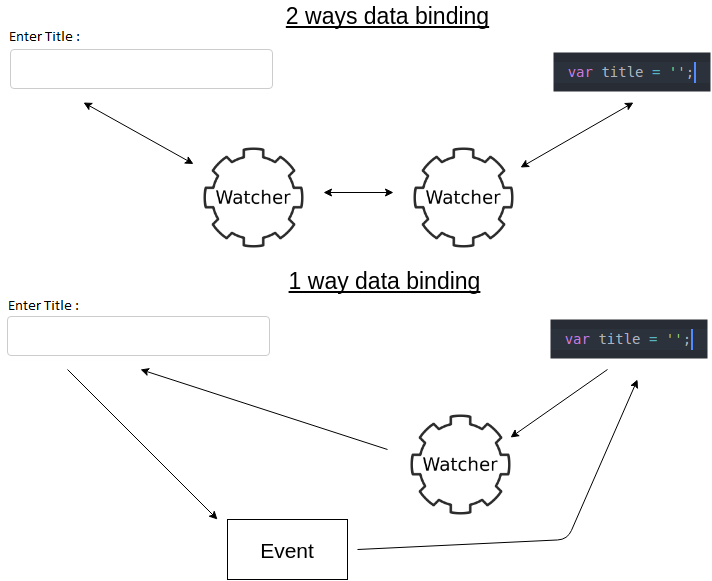 2 ways data binding
Enter Title :
var title = '';
Watcher
Watcher
1 way data binding
Enter Title :
var title = '';
Watcher
Event